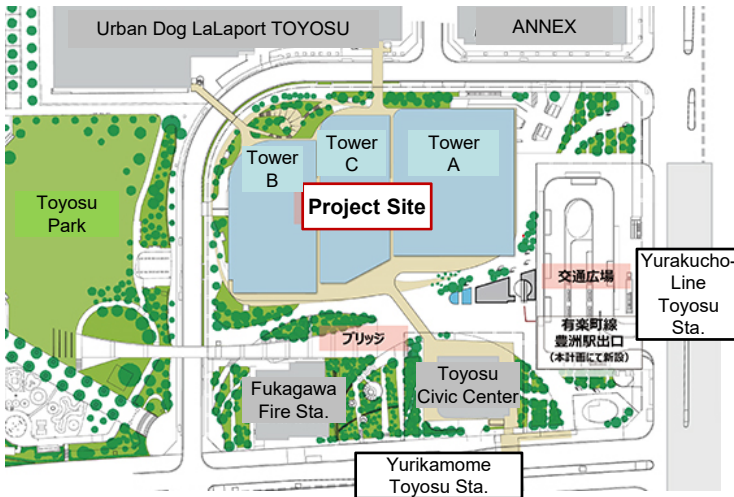 Urban Dog LaLaport TOYOSU
ANNEX
Tower
B
Tower
C
Tower
A
Project Site
Toyosu
Park
交通広場
Yurakucho-
Line
Toyosu
Sta.
有楽町線
豊洲駅出口
(本計画にて新設)
ブリッジ
Fukagawa
Fire Sta.
Toyosu
Civic Center
Yurikamome
Toyosu Sta.